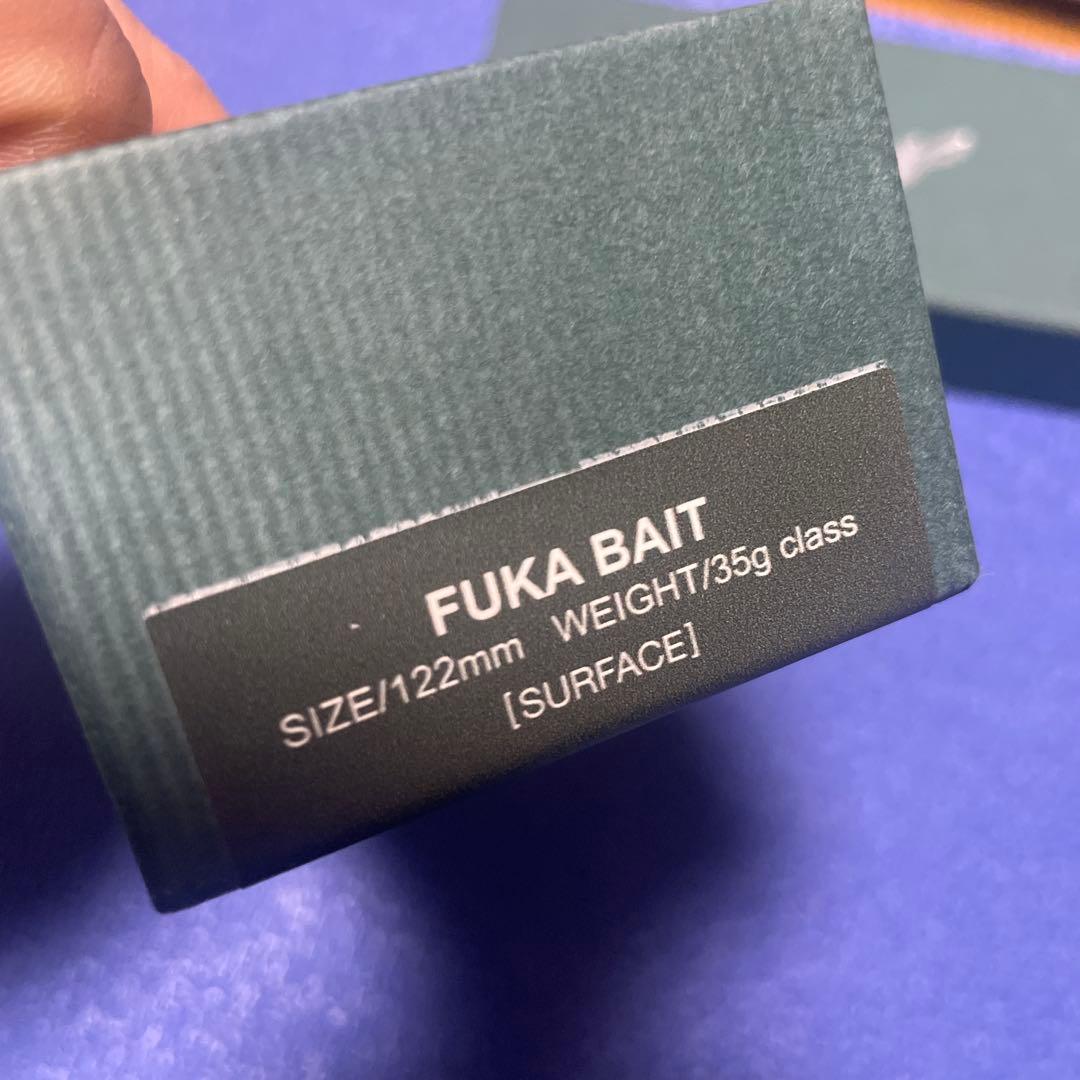 FUKA BAIT
SIZE/122mm WEIGHT/35g class
[SURFACE]